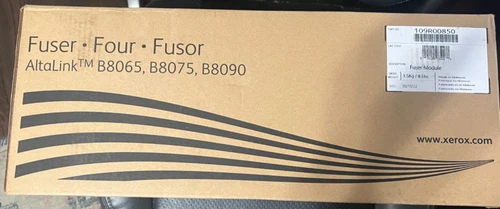 Fuser • Four • Fusor
AltaLink™ B8065, B8075, B8090
109R00850
Fuser Module
www.xerox.com